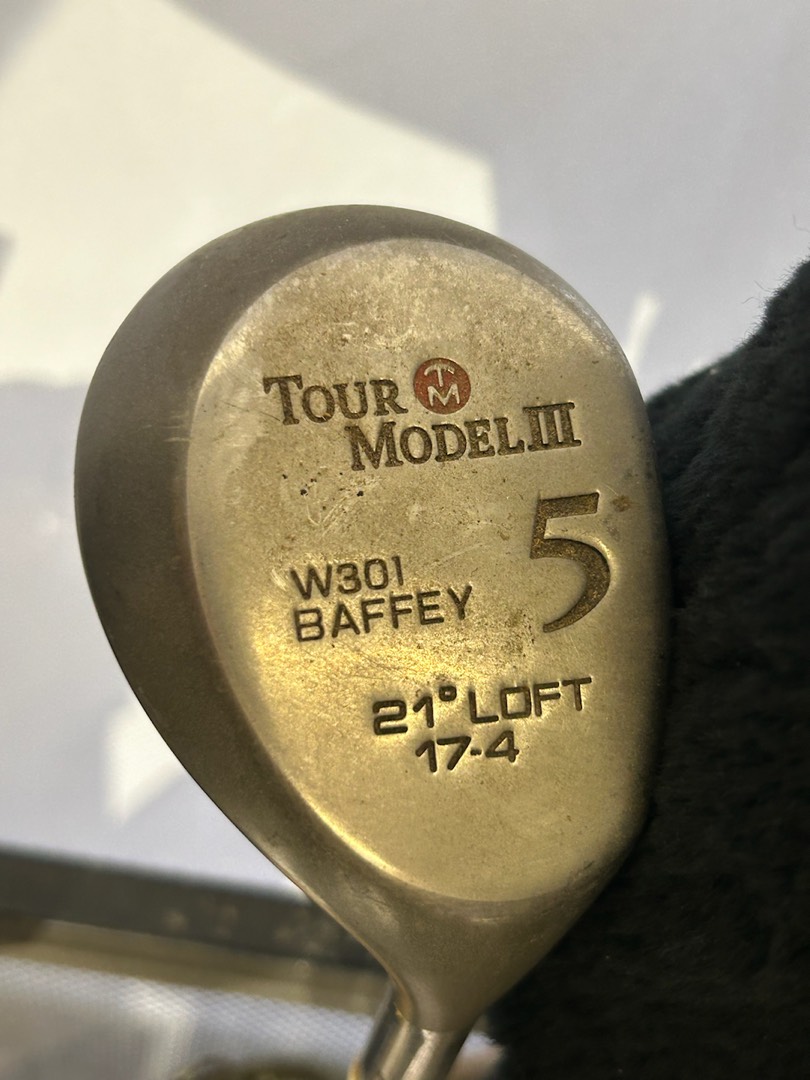 TOUR TM
MODEL III
5
W301
BAFFEY
21° LOFT
17-4